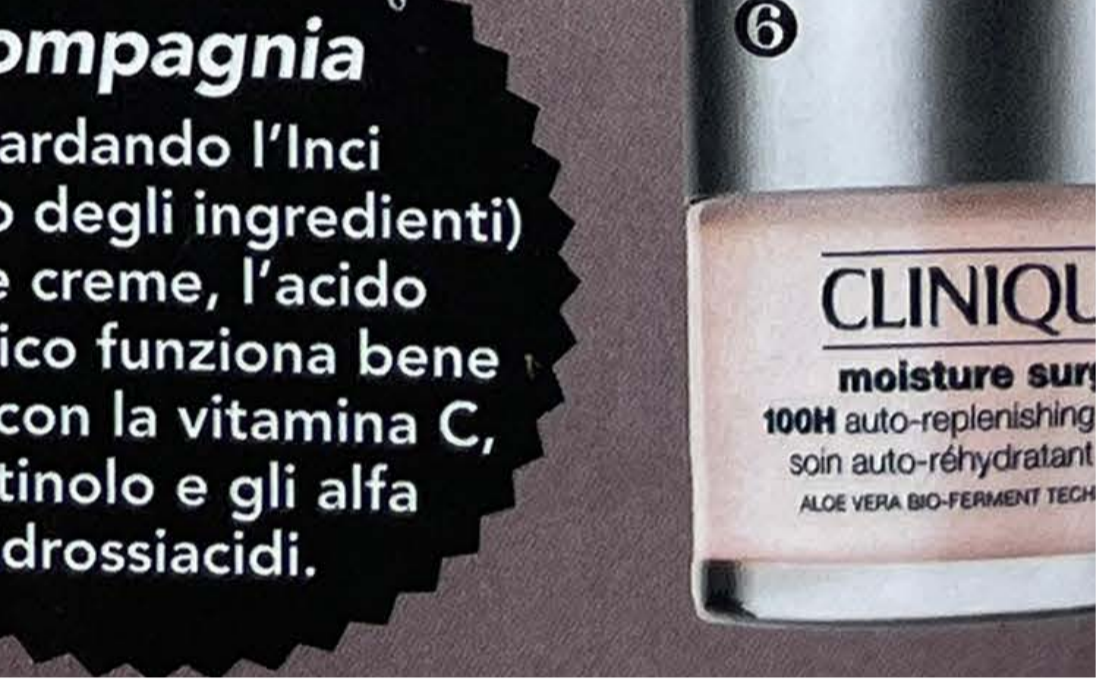 ompagnia
ardando l'Inci
o degli ingredienti)
e creme, l'acido
ico funziona bene
con la vitamina C,
tinolo e gli alfa
drossiacidi.
6
CLINIQU
moisture surg
100H auto-replenishing
soin auto-réhydratant
ALOE VERA BIO-FERMENT TECH